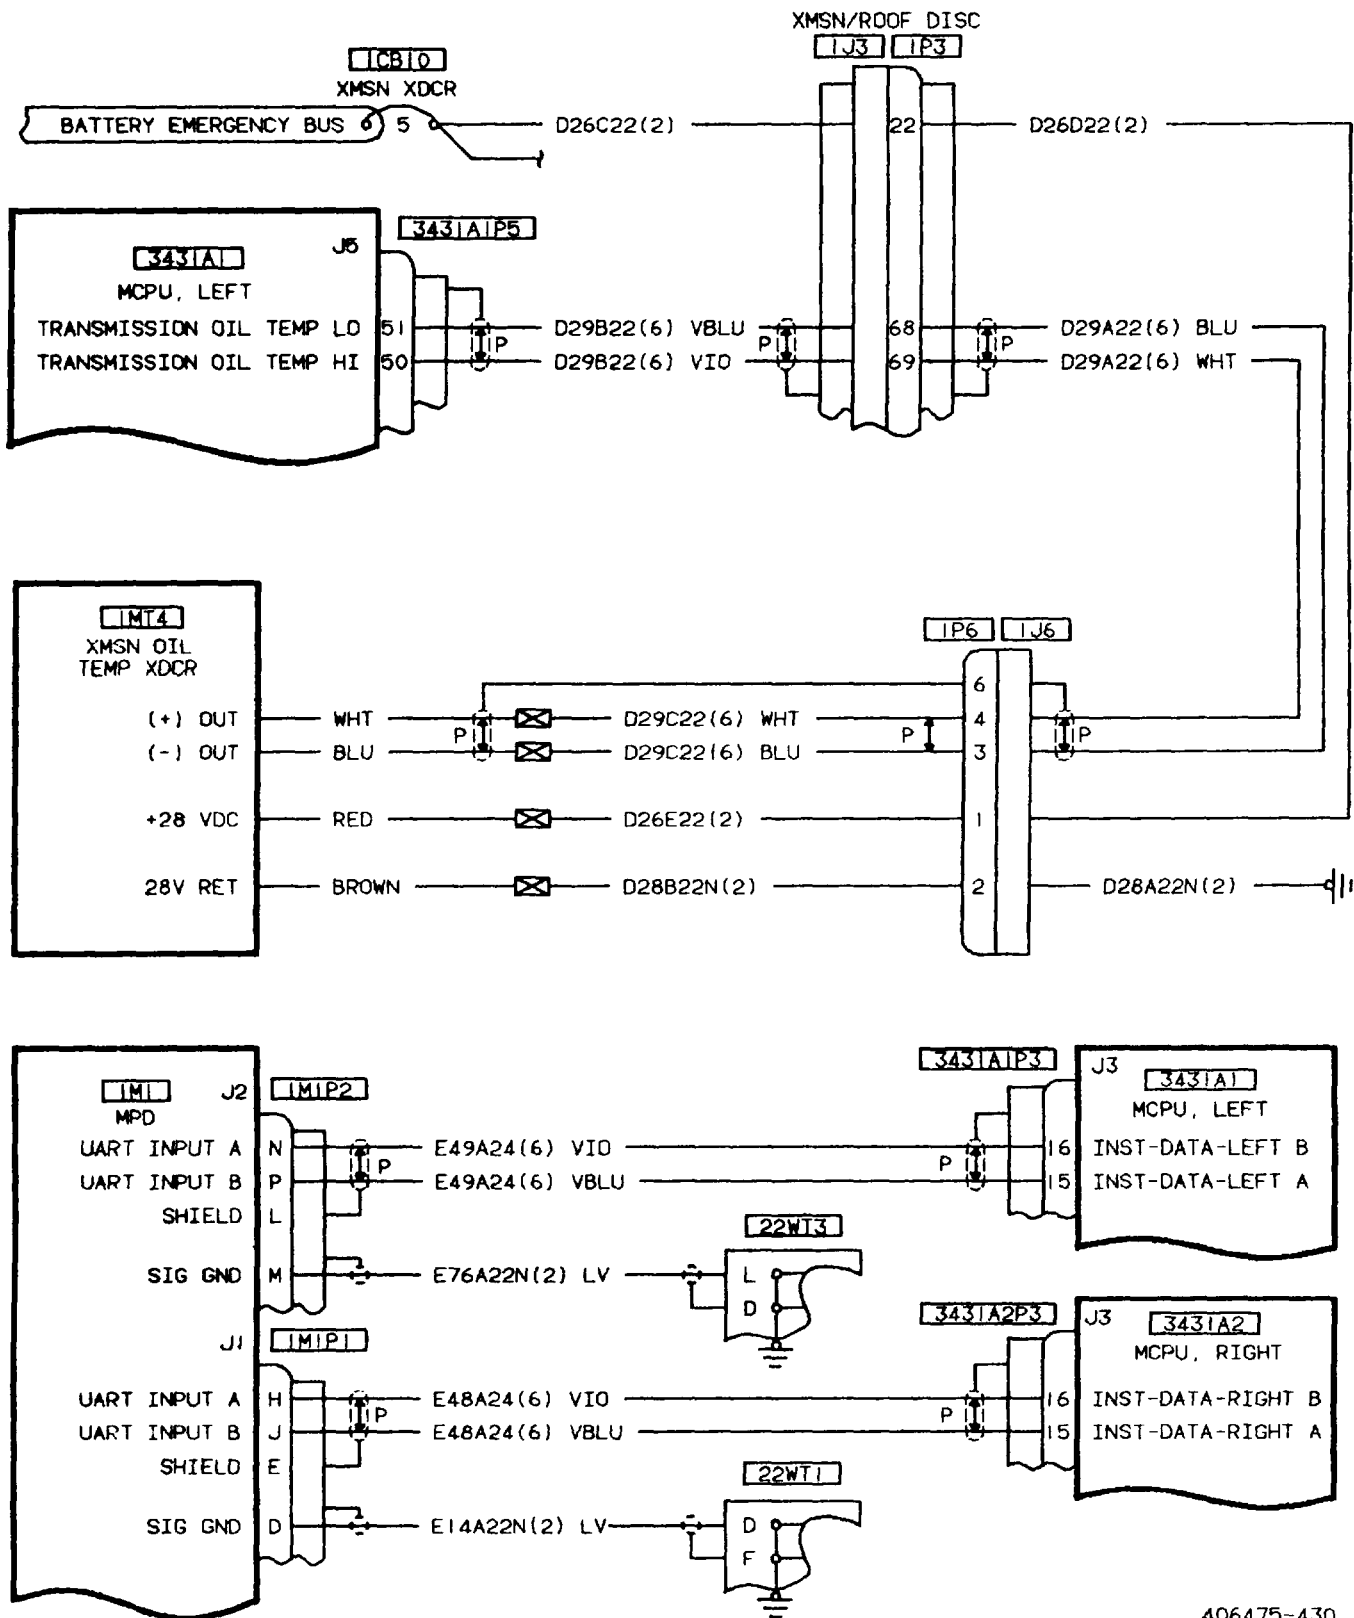 XMSN/ROOF DISC
1CB10
1J3 1P3
XMSN XDCR
BATTERY EMERGENCY BUS 5 D26C22(2) 22 D26D22(2)
3431A1P5
J5
3431A1
MCPU, LEFT
TRANSMISSION OIL TEMP LO 51 D29B22(6) VBLU 68 D29A22(6) BLU
P P P
TRANSMISSION OIL TEMP HI 50 D29B22(6) VIO 69 D29A22(6) WHT
1MT4
1P6 1J6
XMSN OIL
TEMP XDCR
6
(+) OUT WHT D29C22(6) WHT 4
P P P
(-) OUT BLU D29C22(6) BLU 3
+28 VDC RED D26E22(2) 1
28V RET BROWN D28B22N(2) 2 D28A22N(2)
3431A1P3
J3
1M1 J2 1M1P2
3431A1
MPD
MCPU, LEFT
UART INPUT A N E49A24(6) VIO 16 INST-DATA-LEFT B
P P
UART INPUT B P E49A24(6) VBLU 15 INST-DATA-LEFT A
SHIELD L
22WT3
SIG GND M E76A22N(2) LV L
D
3431A2P3
J3
3431A2
J1 1M1P1
MCPU, RIGHT
UART INPUT A H E48A24(6) VIO 16 INST-DATA-RIGHT B
P P
UART INPUT B J E48A24(6) VBLU 15 INST-DATA-RIGHT A
SHIELD E
22WT1
SIG GND D E14A22N(2) LV D
F
406475-430